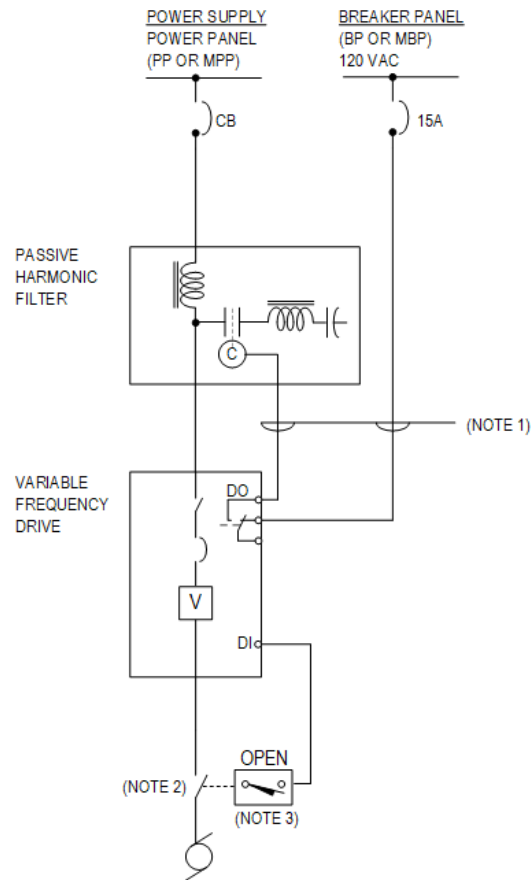 POWER SUPPLY
POWER PANEL
(PP OR MPP)
BREAKER PANEL
(BP OR MBP)
120 VAC
CB
15A
PASSIVE
HARMONIC
FILTER
C
(NOTE 1)
VARIABLE
FREQUENCY
DRIVE
DO
V
DI
OPEN
(NOTE 2)
(NOTE 3)